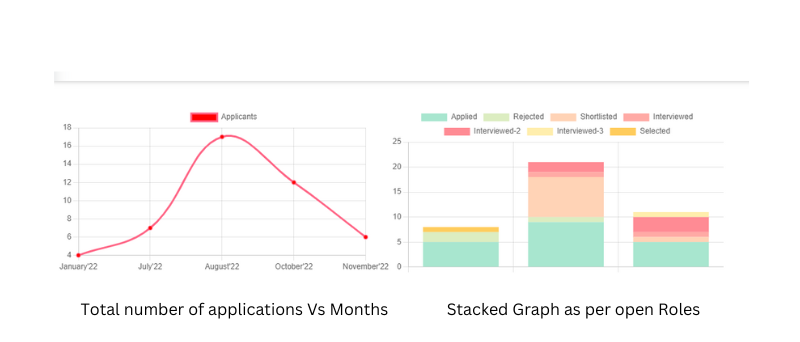 Applicants
18
16
14
12
10
8
6
4
January'22 July'22 August'22 October'22 November'22
Applied Rejected Shortlisted Interviewed
Interviewed-2 Interviewed-3 Selected
25
20
15
10
5
0
Total number of applications Vs Months
Stacked Graph as per open Roles